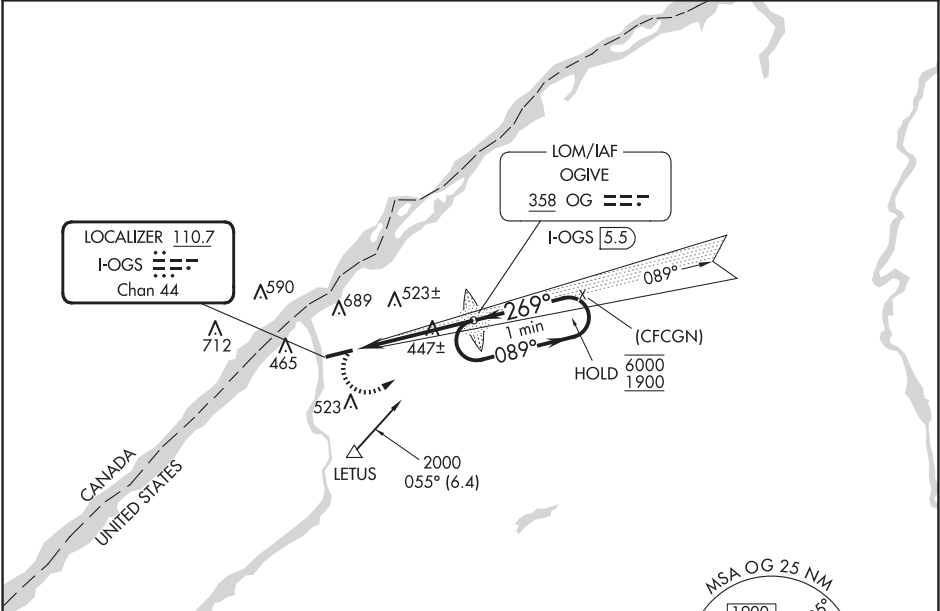 LOM/IAF
OGIVE
358 OG
I-OGS 5.5
LOCALIZER 110.7
I-OGS
Chan 44
590
523±
689
712
465
447±
523
089°
269°
1 min
089°
(CFCGN)
HOLD 6000
1900
LETUS
2000
055° (6.4)
CANADA
UNITED STATES
MSA OG 25 NM